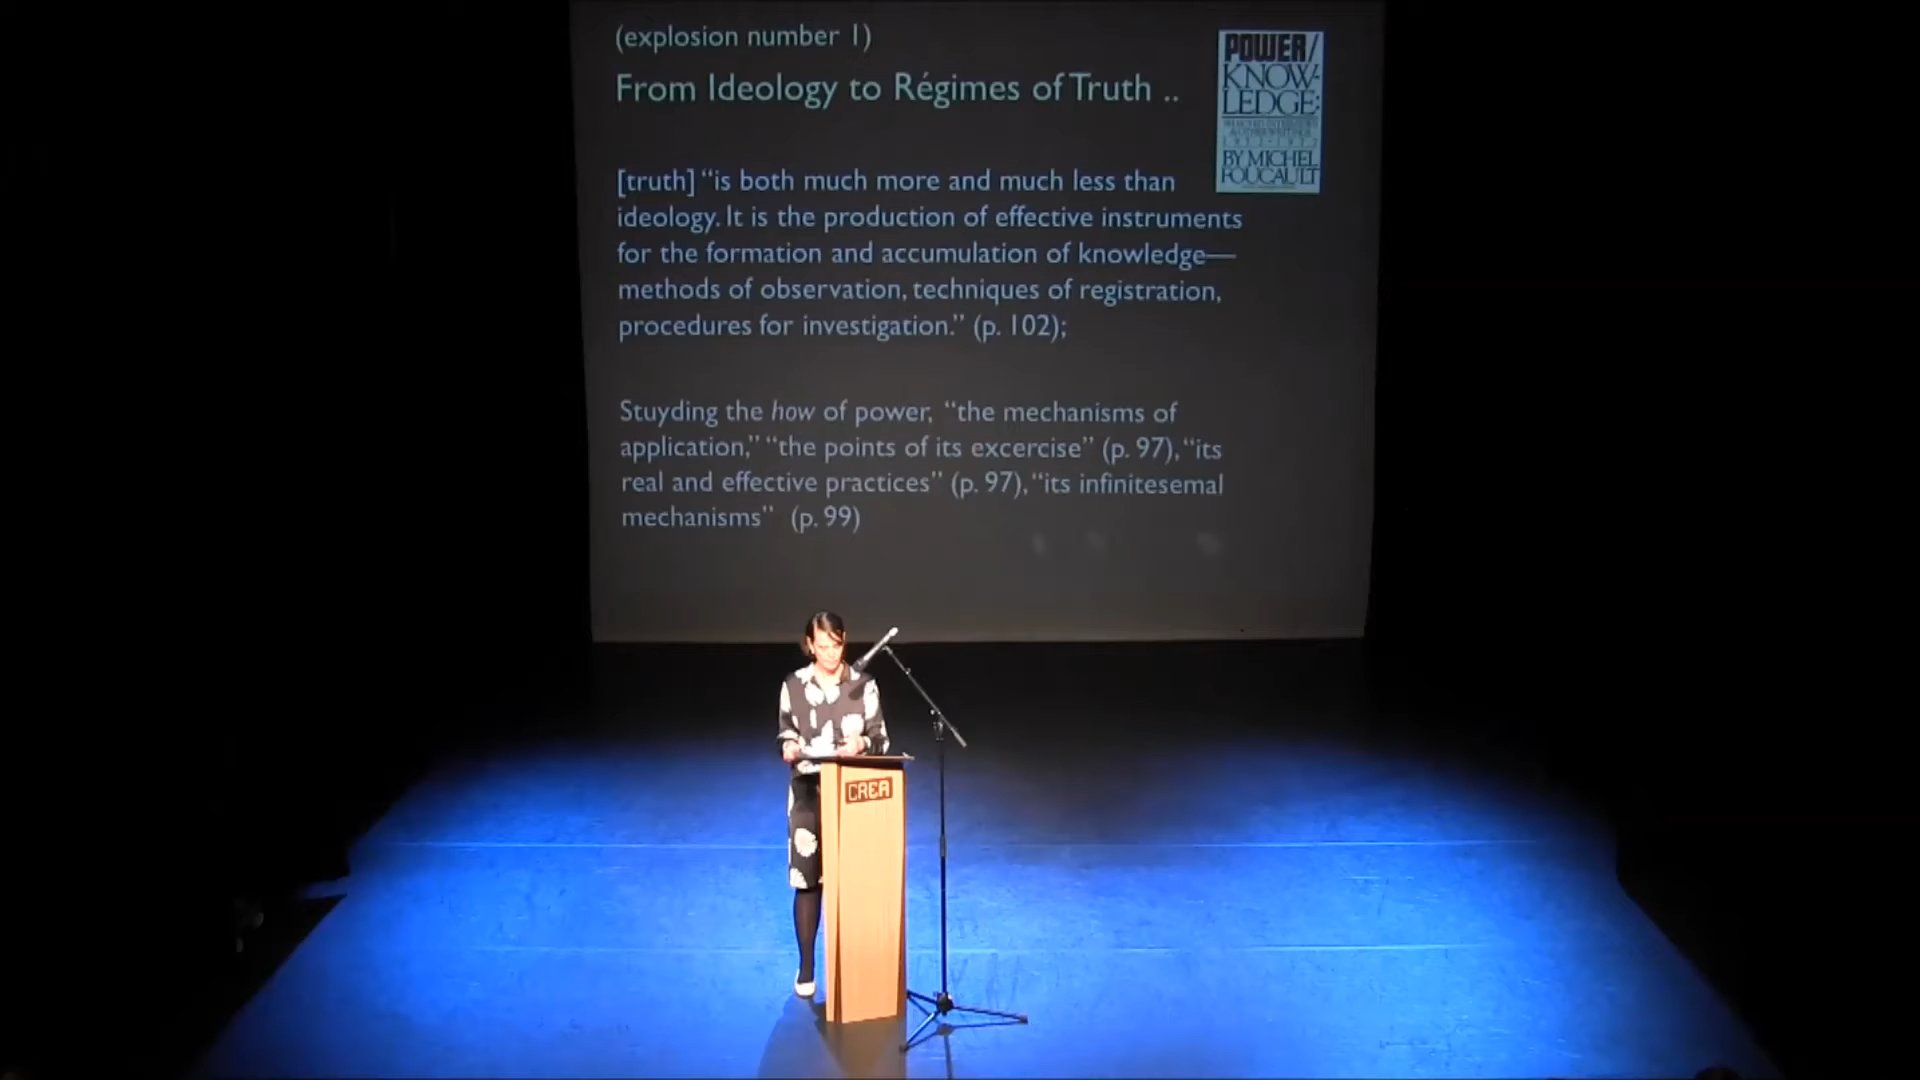 (explosion number 1)
From Ideology to Régimes of Truth ..
POWER/
KNOW-
LEDGE:
BY MICHEL
FOUCAULT
[truth] “is both much more and much less than
ideology. It is the production of effective instruments
for the formation and accumulation of knowledge—
methods of observation, techniques of registration,
procedures for investigation.” (p. 102);
Stuyding the how of power, “the mechanisms of
application,” “the points of its excercise” (p. 97), “its
real and effective practices” (p. 97), “its infinitesemal
mechanisms” (p. 99)
CREA